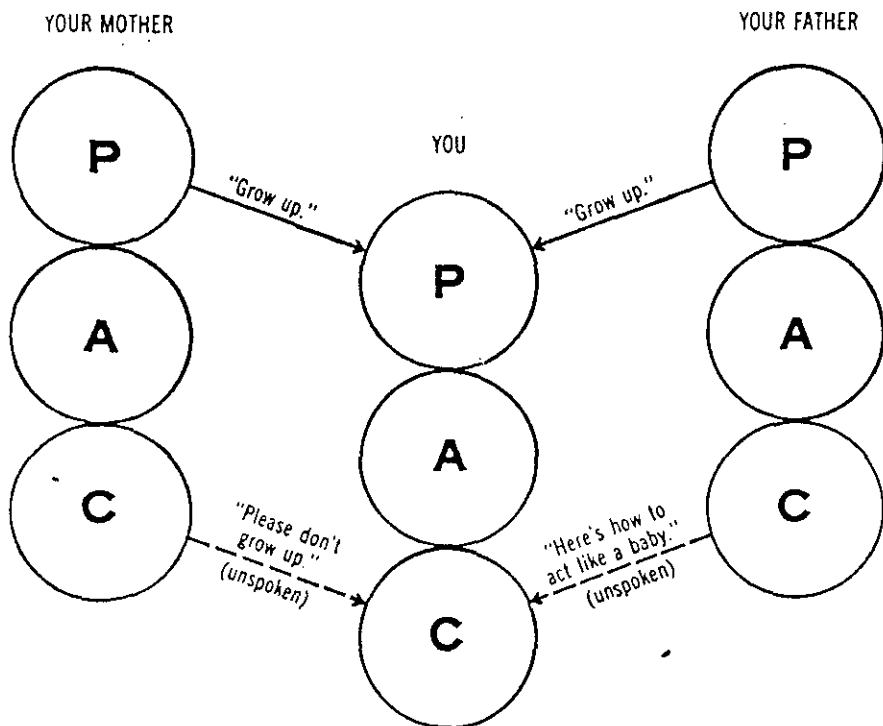 YOUR MOTHER
YOUR FATHER
YOU
P
P
P
"Grow up."
"Grow up."
A
A
A
C
C
C
"Please don't
grow up."
(unspoken)
"Here's how to
act like a baby."
(unspoken)